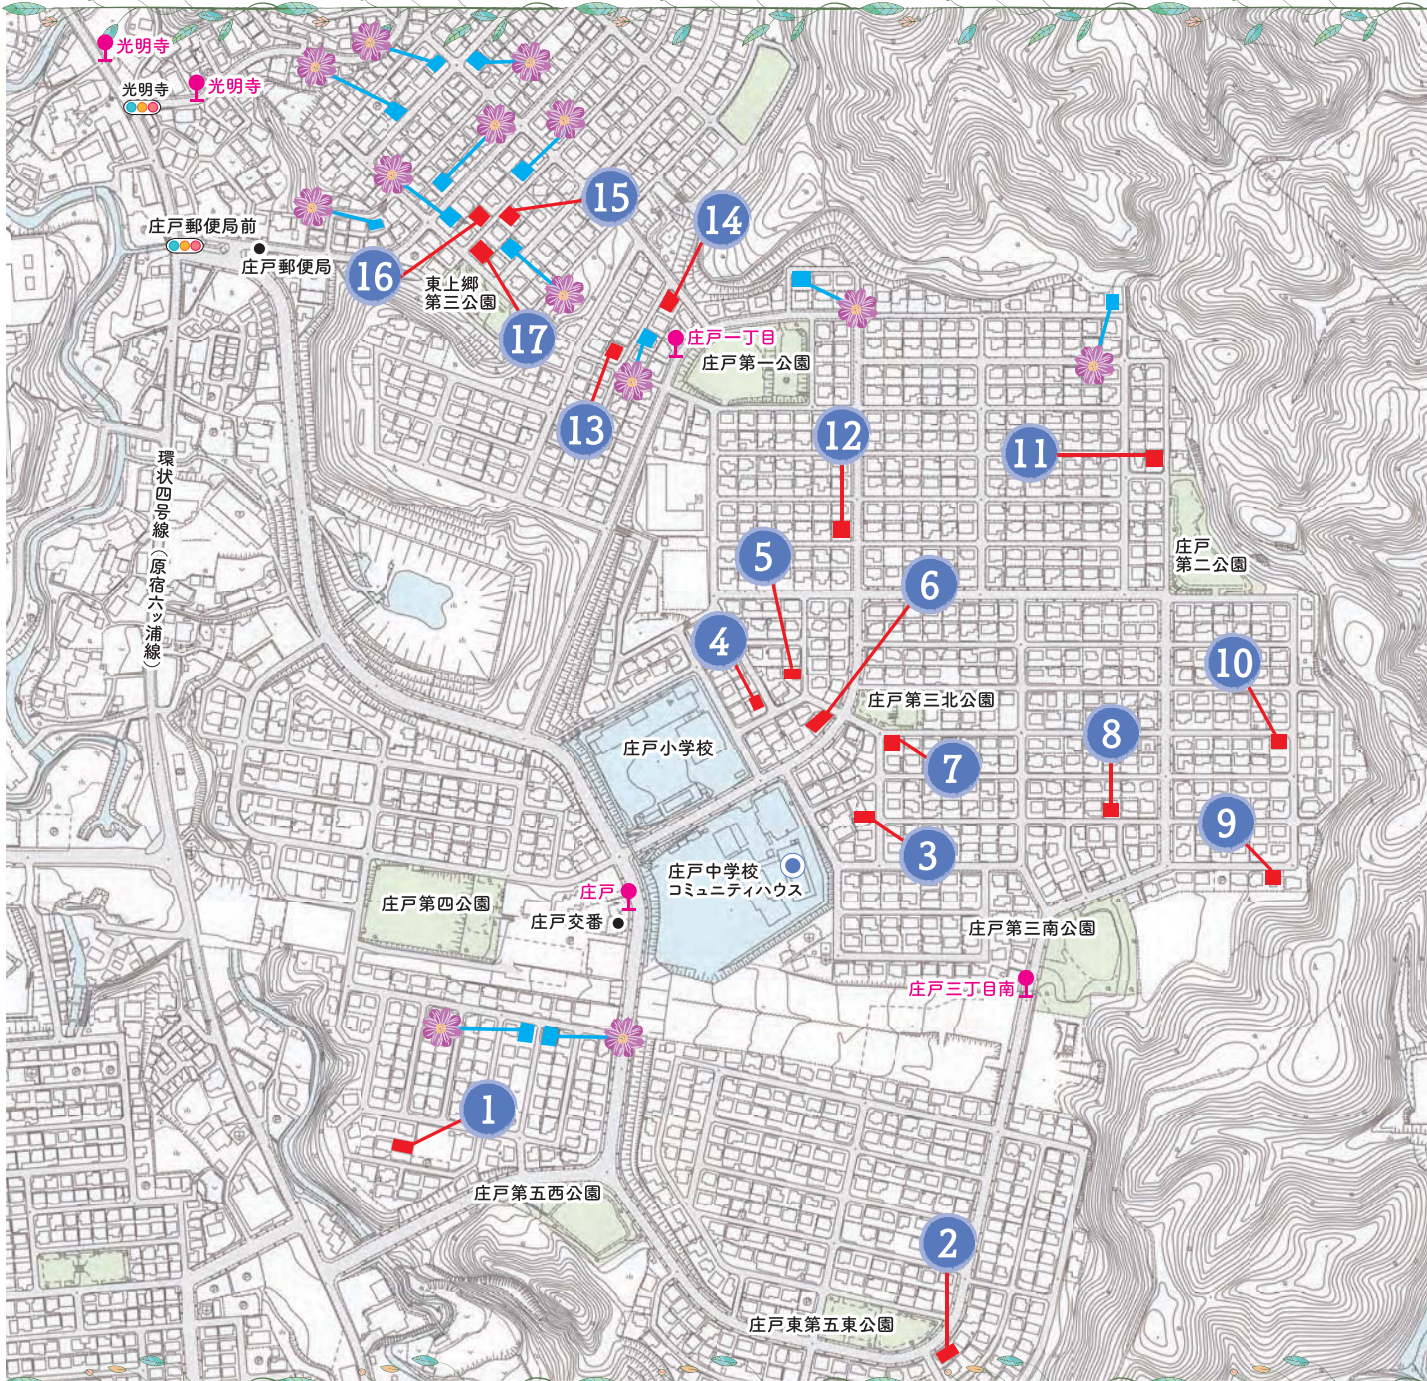 光明寺
光明寺
光明寺
15
14
庄戸郵便局前
庄戸郵便局
16
東上郷
第三公園
17
庄戸一丁目
庄戸第一公園
13
12
11
環状四号線（原宿六ッ浦線）
5
6
庄戸
第二公園
4
10
庄戸第三北公園
庄戸小学校
8
7
9
3
庄戸中学校
コミュニティハウス
庄戸
庄戸第四公園
庄戸交番
庄戸第三南公園
庄戸三丁目南
1
庄戸第五西公園
2
庄戸東第五東公園